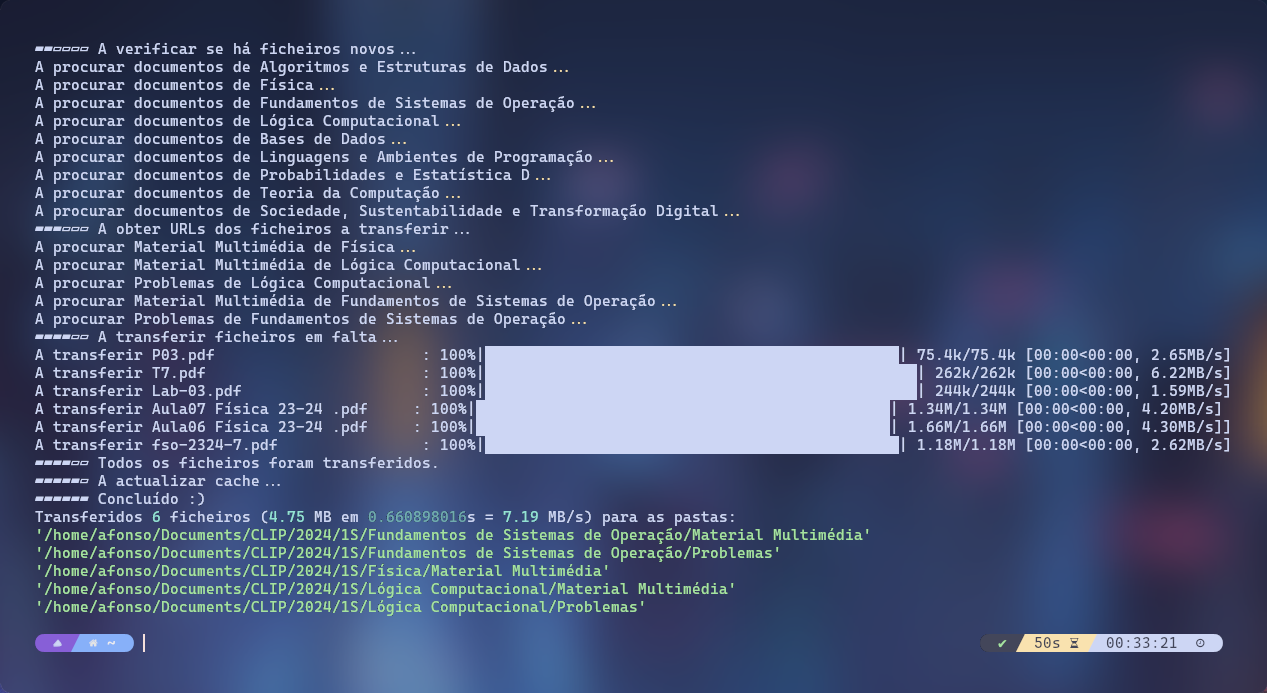 ▰▰▱▱▱▱ A verificar se há ficheiros novos...
A procurar documentos de Algoritmos e Estruturas de Dados...
A procurar documentos de Física...
A procurar documentos de Fundamentos de Sistemas de Operação...
A procurar documentos de Lógica Computacional...
A procurar documentos de Bases de Dados...
A procurar documentos de Linguagens e Ambientes de Programação...
A procurar documentos de Probabilidades e Estatística D...
A procurar documentos de Teoria da Computação...
A procurar documentos de Sociedade, Sustentabilidade e Transformação Digital...
▰▰▰▱▱▱ A obter URLs dos ficheiros a transferir...
A procurar Material Multimédia de Física...
A procurar Material Multimédia de Lógica Computacional...
A procurar Problemas de Lógica Computacional...
A procurar Material Multimédia de Fundamentos de Sistemas de Operação...
A procurar Problemas de Fundamentos de Sistemas de Operação...
▰▰▰▰▱▱ A transferir ficheiros em falta...
A transferir P03.pdf : 100%| | 75.4k/75.4k [00:00<00:00, 2.65MB/s]
A transferir T7.pdf : 100%| | 262k/262k [00:00<00:00, 6.22MB/s]
A transferir Lab-03.pdf : 100%| | 244k/244k [00:00<00:00, 1.59MB/s]
A transferir Aula07 Física 23-24 .pdf : 100%| | 1.34M/1.34M [00:00<00:00, 4.20MB/s]
A transferir Aula06 Física 23-24 .pdf : 100%| | 1.66M/1.66M [00:00<00:00, 4.30MB/s]]
A transferir fso-2324-7.pdf : 100%| | 1.18M/1.18M [00:00<00:00, 2.62MB/s]
▰▰▰▰▱▱ Todos os ficheiros foram transferidos.
▰▰▰▰▰▱ A actualizar cache...
▰▰▰▰▰▰ Concluído :)
Transferidos 6 ficheiros (4.75 MB em 0.660898016s = 7.19 MB/s) para as pastas:
'/home/afonso/Documents/CLIP/2024/1S/Fundamentos de Sistemas de Operação/Material Multimédia'
'/home/afonso/Documents/CLIP/2024/1S/Fundamentos de Sistemas de Operação/Problemas'
'/home/afonso/Documents/CLIP/2024/1S/Física/Material Multimédia'
'/home/afonso/Documents/CLIP/2024/1S/Lógica Computacional/Material Multimédia'
'/home/afonso/Documents/CLIP/2024/1S/Lógica Computacional/Problemas'
~ ✔ 50s 00:33:21